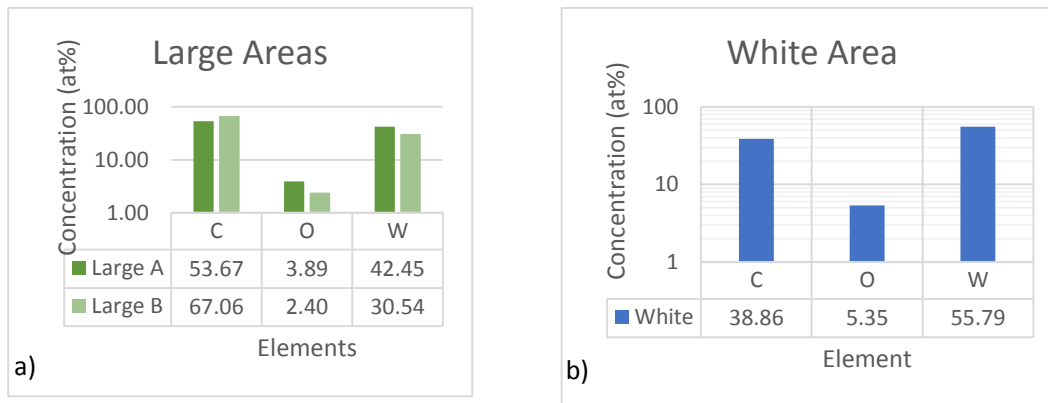 Large Areas
Concentration (at%)
100.00
10.00
1.00
C O W
Large A 53.67 3.89 42.45
Large B 67.06 2.40 30.54
Elements
a)
White Area
Concentration (at%)
100
10
1
C O W
White 38.86 5.35 55.79
Element
b)